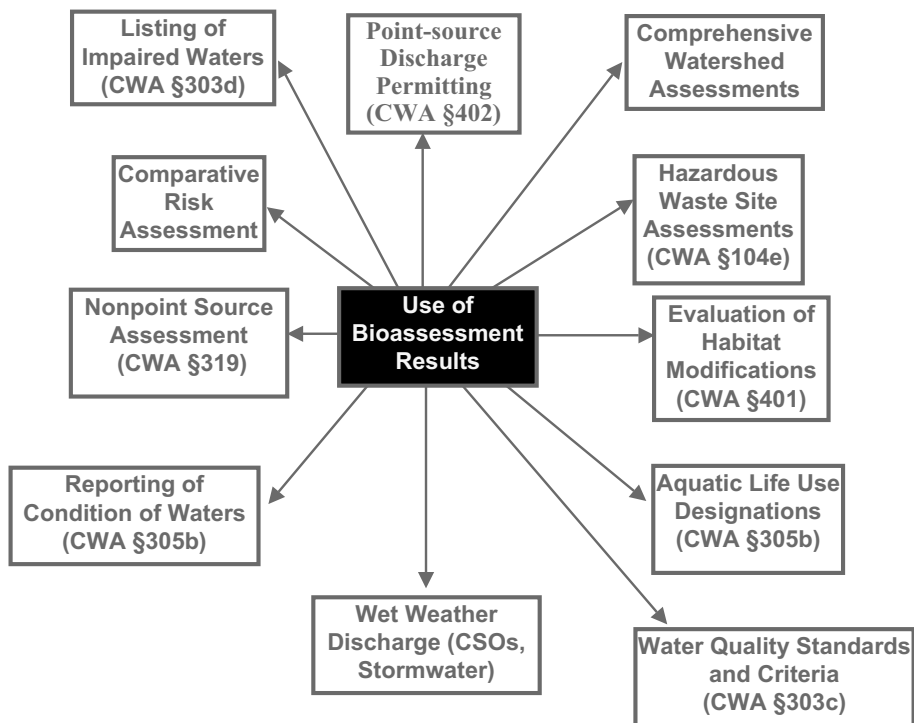 Listing of
Impaired Waters
(CWA §303d)
Point-source
Discharge
Permitting
(CWA §402)
Comprehensive
Watershed
Assessments
Comparative
Risk
Assessment
Hazardous
Waste Site
Assessments
(CWA §104e)
Nonpoint Source
Assessment
(CWA §319)
Use of
Bioassessment
Results
Evaluation of
Habitat
Modifications
(CWA §401)
Reporting of
Condition of Waters
(CWA §305b)
Aquatic Life Use
Designations
(CWA §305b)
Wet Weather
Discharge (CSOs,
Stormwater)
Water Quality Standards
and Criteria
(CWA §303c)